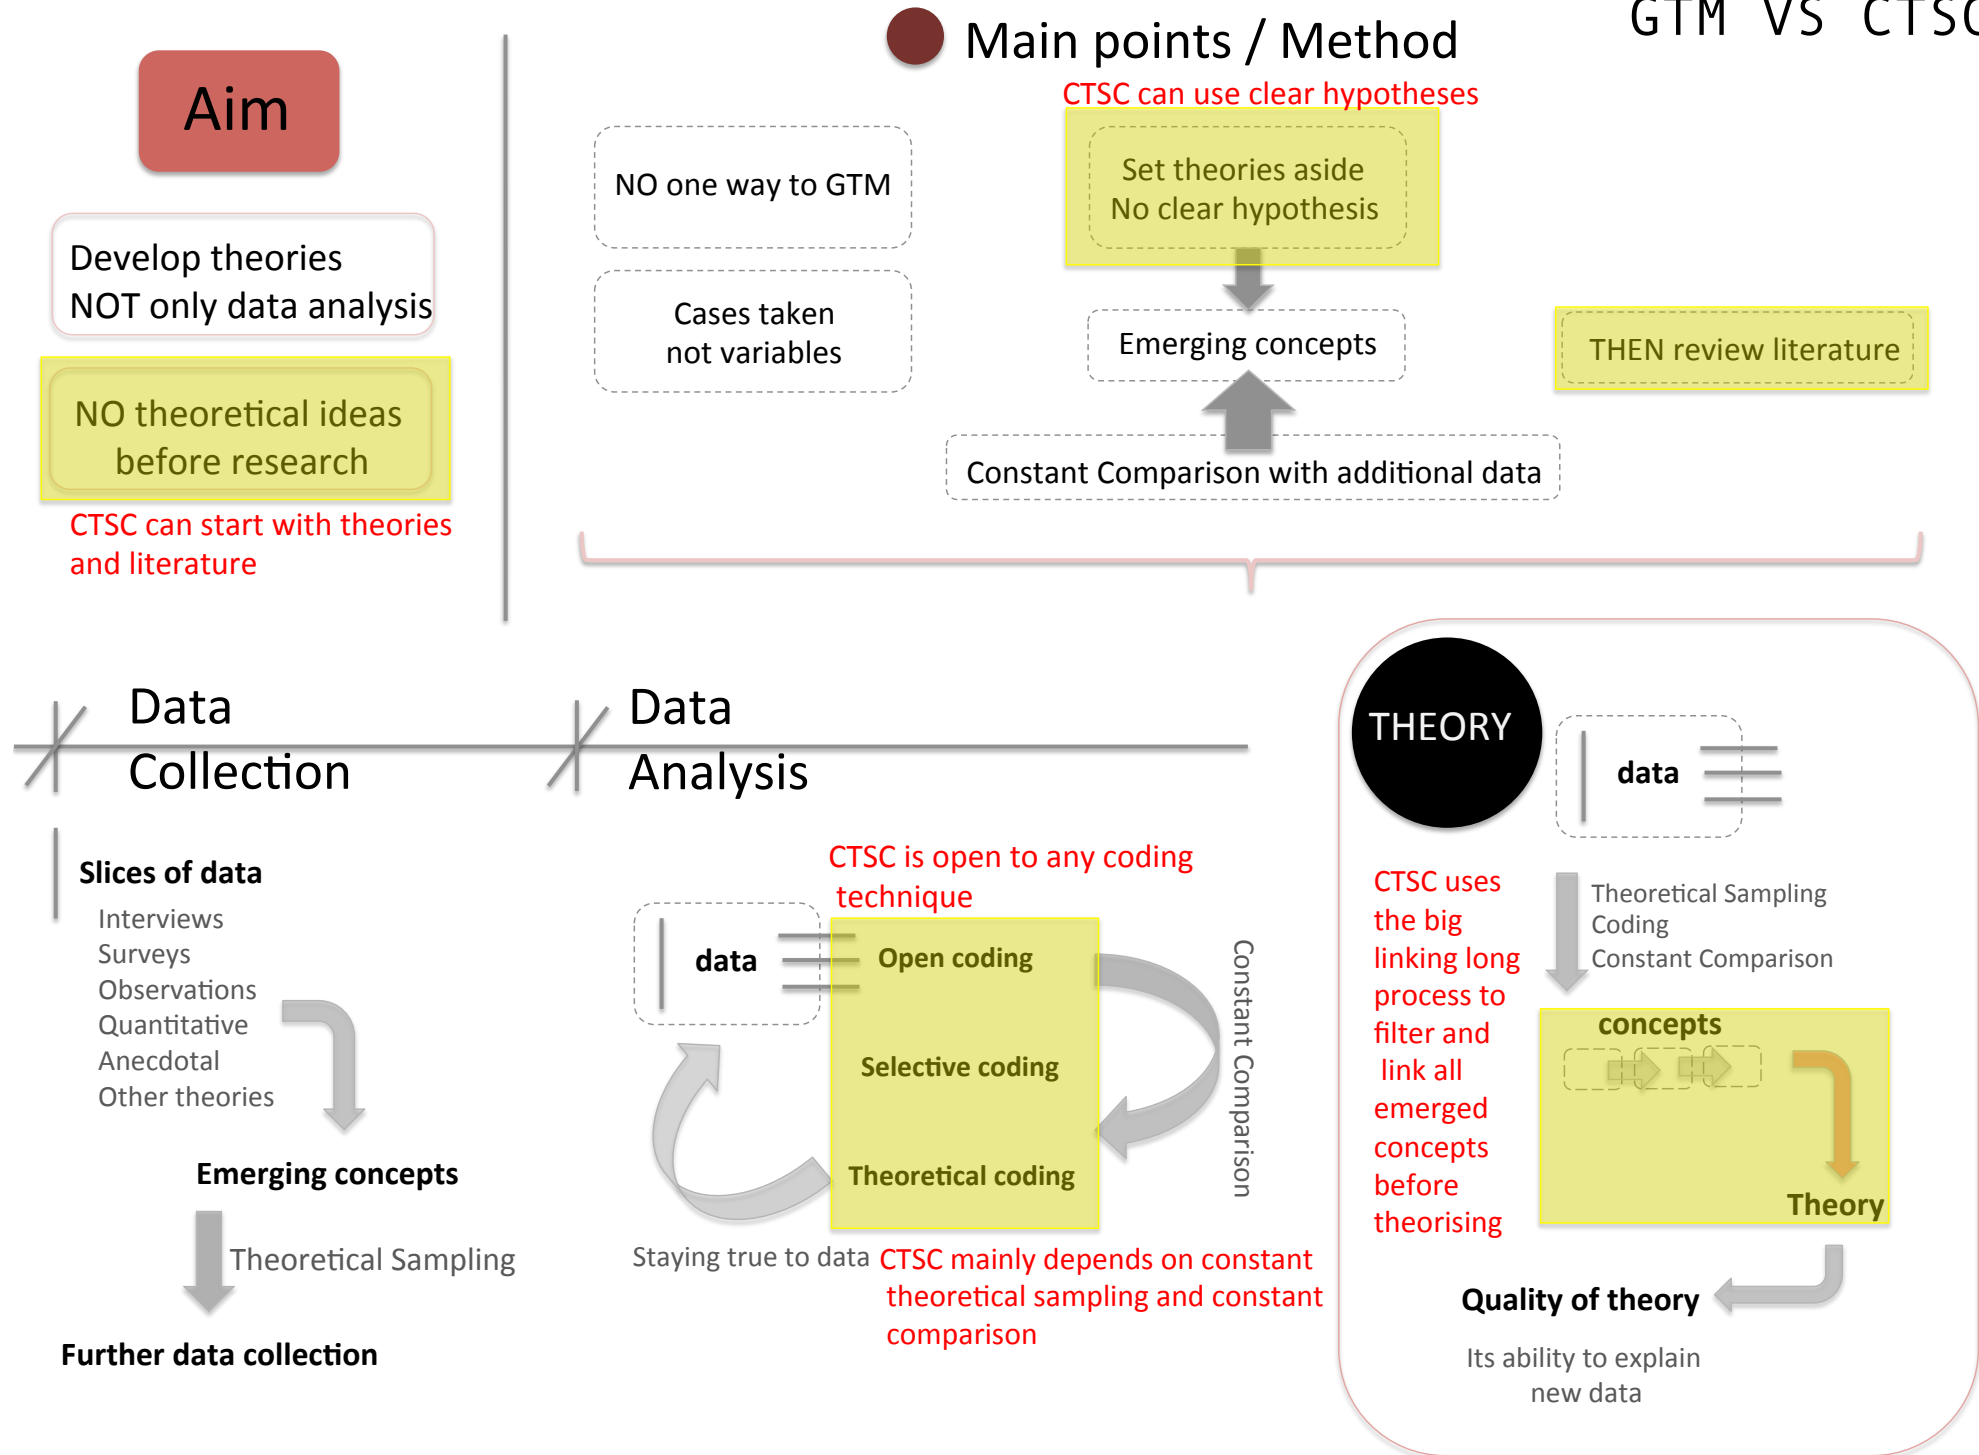 GTM VS CTSC
Aim
Develop theories
NOT only data analysis
NO theoretical ideas
before research
CTSC can start with theories
and literature
Main points / Method
CTSC can use clear hypotheses
NO one way to GTM
Set theories aside
No clear hypothesis
Cases taken
not variables
Emerging concepts
THEN review literature
Constant Comparison with additional data
Data
Collection
Slices of data
Interviews
Surveys
Observations
Quantitative
Anecdotal
Other theories
Emerging concepts
Theoretical Sampling
Further data collection
Data
Analysis
CTSC is open to any coding
technique
data
Open coding
Selective coding
Theoretical coding
Constant Comparison
Staying true to data
CTSC mainly depends on constant
theoretical sampling and constant
comparison
THEORY
data
CTSC uses
the big
linking long
process to
filter and
link all
emerged
concepts
before
theorising
Theoretical Sampling
Coding
Constant Comparison
concepts
Theory
Quality of theory
Its ability to explain
new data